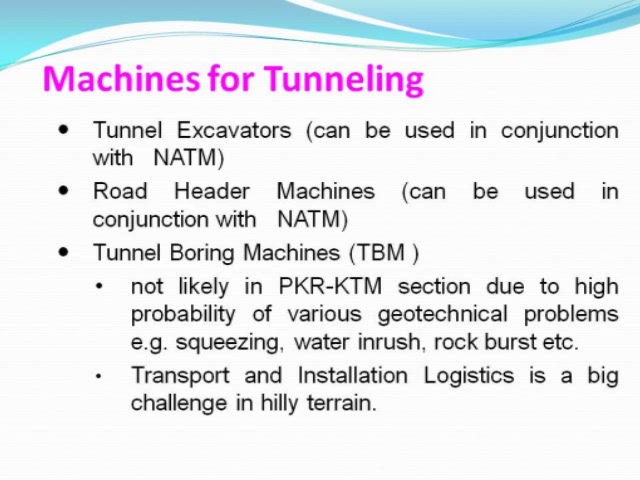 Machines for Tunneling
• Tunnel Excavators (can be used in conjunction
with NATM)
• Road Header Machines (can be used in
conjunction with NATM)
• Tunnel Boring Machines (TBM )
• not likely in PKR-KTM section due to high
probability of various geotechnical problems
e.g. squeezing, water inrush, rock burst etc.
• Transport and Installation Logistics is a big
challenge in hilly terrain.